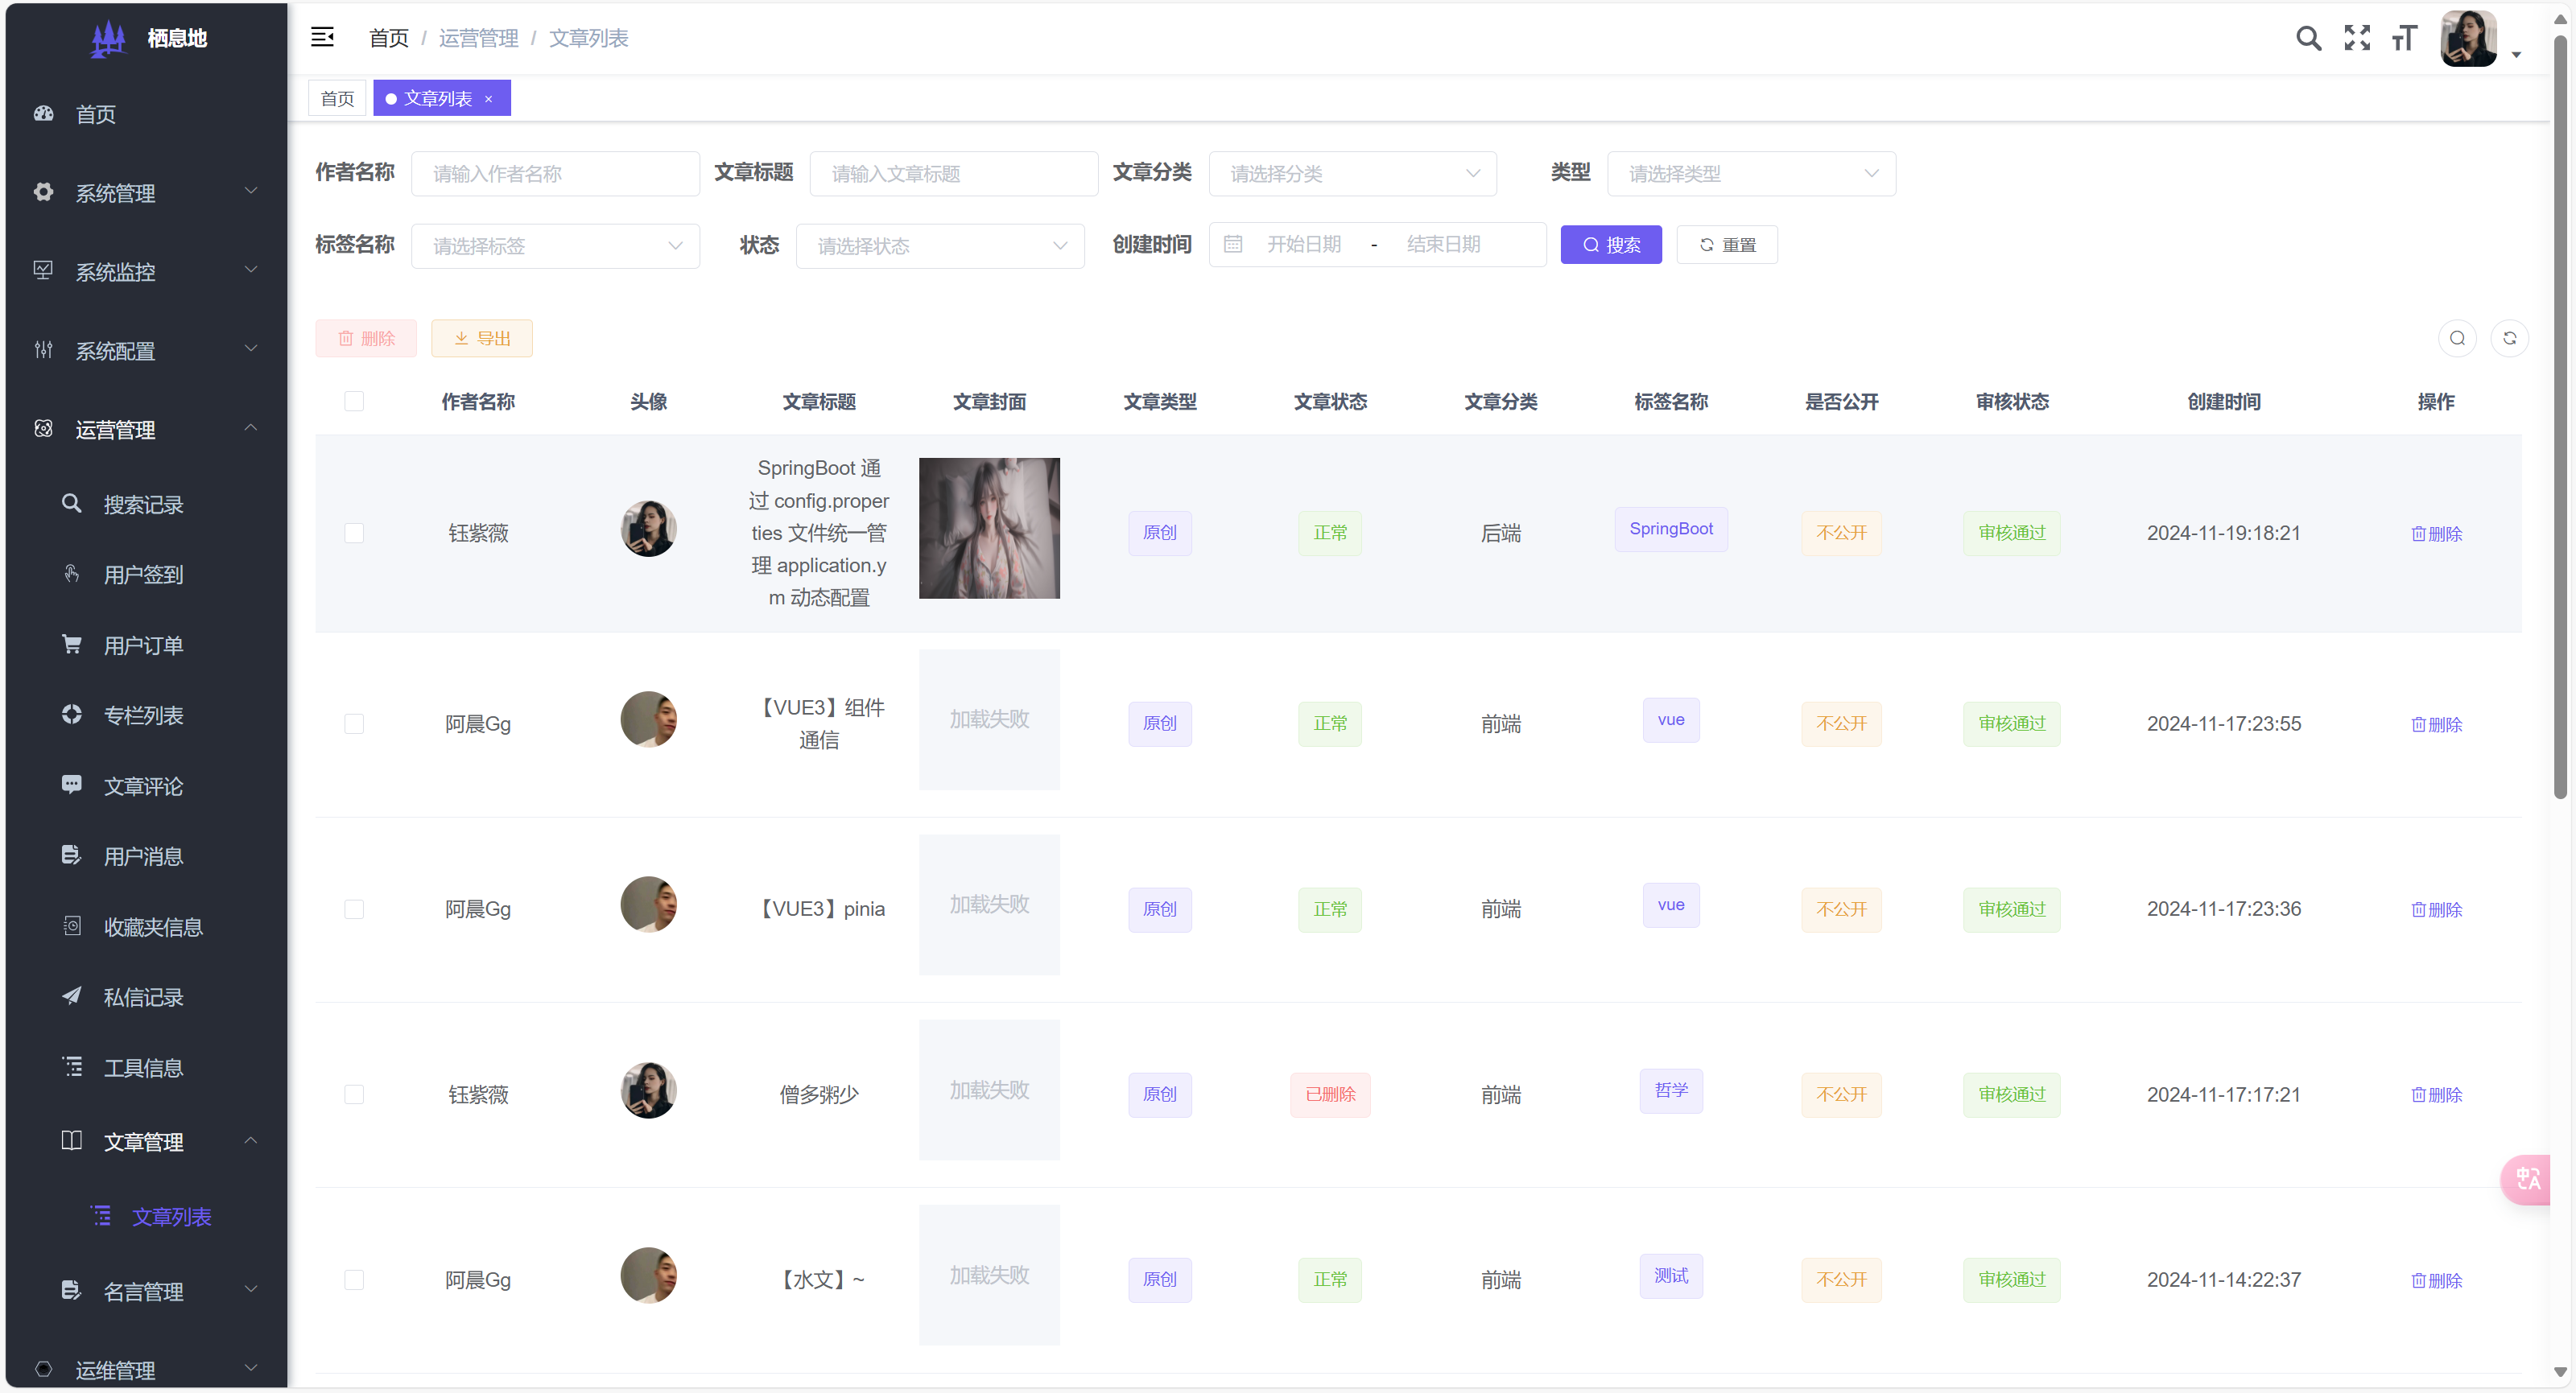 栖息地
首页 / 运营管理 / 文章列表
首页
文章列表 ×
首页
系统管理
系统监控
系统配置
运营管理
搜索记录
用户签到
用户订单
专栏列表
文章评论
用户消息
收藏夹信息
私信记录
工具信息
文章管理
文章列表
名言管理
运维管理
作者名称 请输入作者名称 文章标题 请输入文章标题 文章分类 请选择分类 类型 请选择类型
标签名称 请选择标签 状态 请选择状态 创建时间 开始日期 - 结束日期 搜索 重置
删除 导出
作者名称 头像 文章标题 文章封面 文章类型 文章状态 文章分类 标签名称 是否公开 审核状态 创建时间 操作
钰紫薇
SpringBoot 通
过 config.proper
ties 文件统一管
理 application.y
m 动态配置
原创 正常 后端 SpringBoot 不公开 审核通过 2024-11-19:18:21 删除
阿晨Gg
【VUE3】组件
通信
加载失败 原创 正常 前端 vue 不公开 审核通过 2024-11-17:23:55 删除
阿晨Gg 【VUE3】pinia 加载失败 原创 正常 前端 vue 不公开 审核通过 2024-11-17:23:36 删除
钰紫薇 僧多粥少 加载失败 原创 已删除 前端 哲学 不公开 审核通过 2024-11-17:17:21 删除
阿晨Gg 【水文】~ 加载失败 原创 正常 前端 测试 不公开 审核通过 2024-11-14:22:37 删除